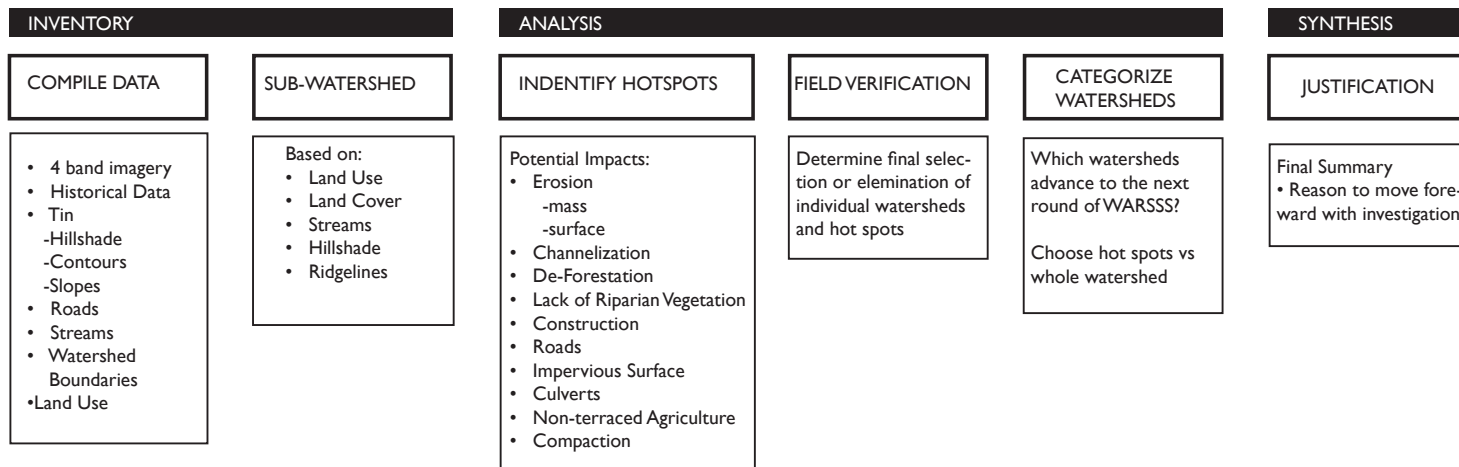 INVENTORY
COMPILE DATA
• 4 band imagery
• Historical Data
• Tin
-Hillshade
-Contours
-Slopes
• Roads
• Streams
• Watershed
Boundaries
•Land Use
SUB-WATERSHED
Based on:
• Land Use
• Land Cover
• Streams
• Hillshade
• Ridgelines
ANALYSIS
INDENTIFY HOTSPOTS
Potential Impacts:
• Erosion
-mass
-surface
• Channelization
• De-Forestation
• Lack of Riparian Vegetation
• Construction
• Roads
• Impervious Surface
• Culverts
• Non-terraced Agriculture
• Compaction
FIELD VERIFICATION
Determine final selec-
tion or elemination of
individual watersheds
and hot spots
CATEGORIZE
WATERSHEDS
Which watersheds
advance to the next
round of WARSSS?
Choose hot spots vs
whole watershed
SYNTHESIS
JUSTIFICATION
Final Summary
• Reason to move fore-
ward with investigation